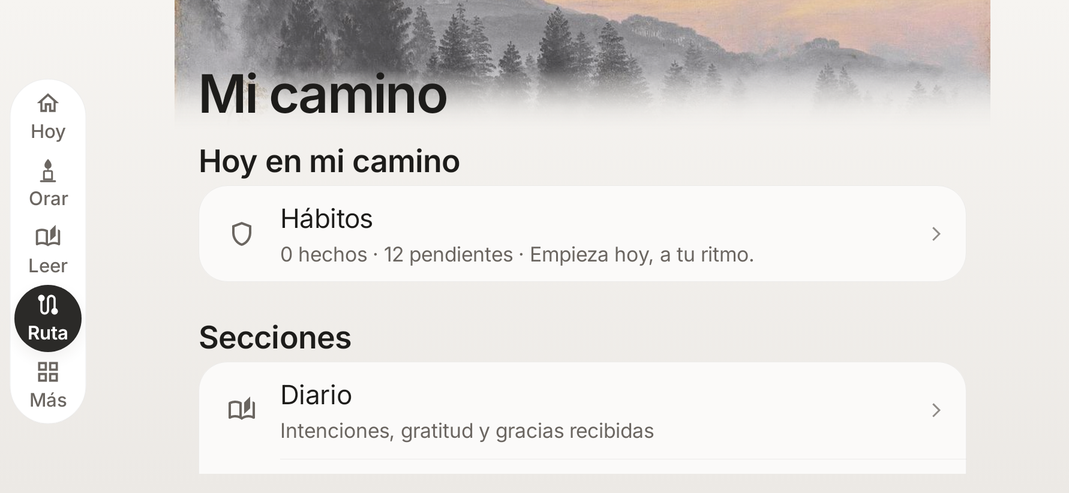 Mi camino
Hoy en mi camino
Hábitos
0 hechos · 12 pendientes · Empieza hoy, a tu ritmo.
Secciones
Diario
Intenciones, gratitud y gracias recibidas
Hoy
Orar
Leer
Ruta
Más